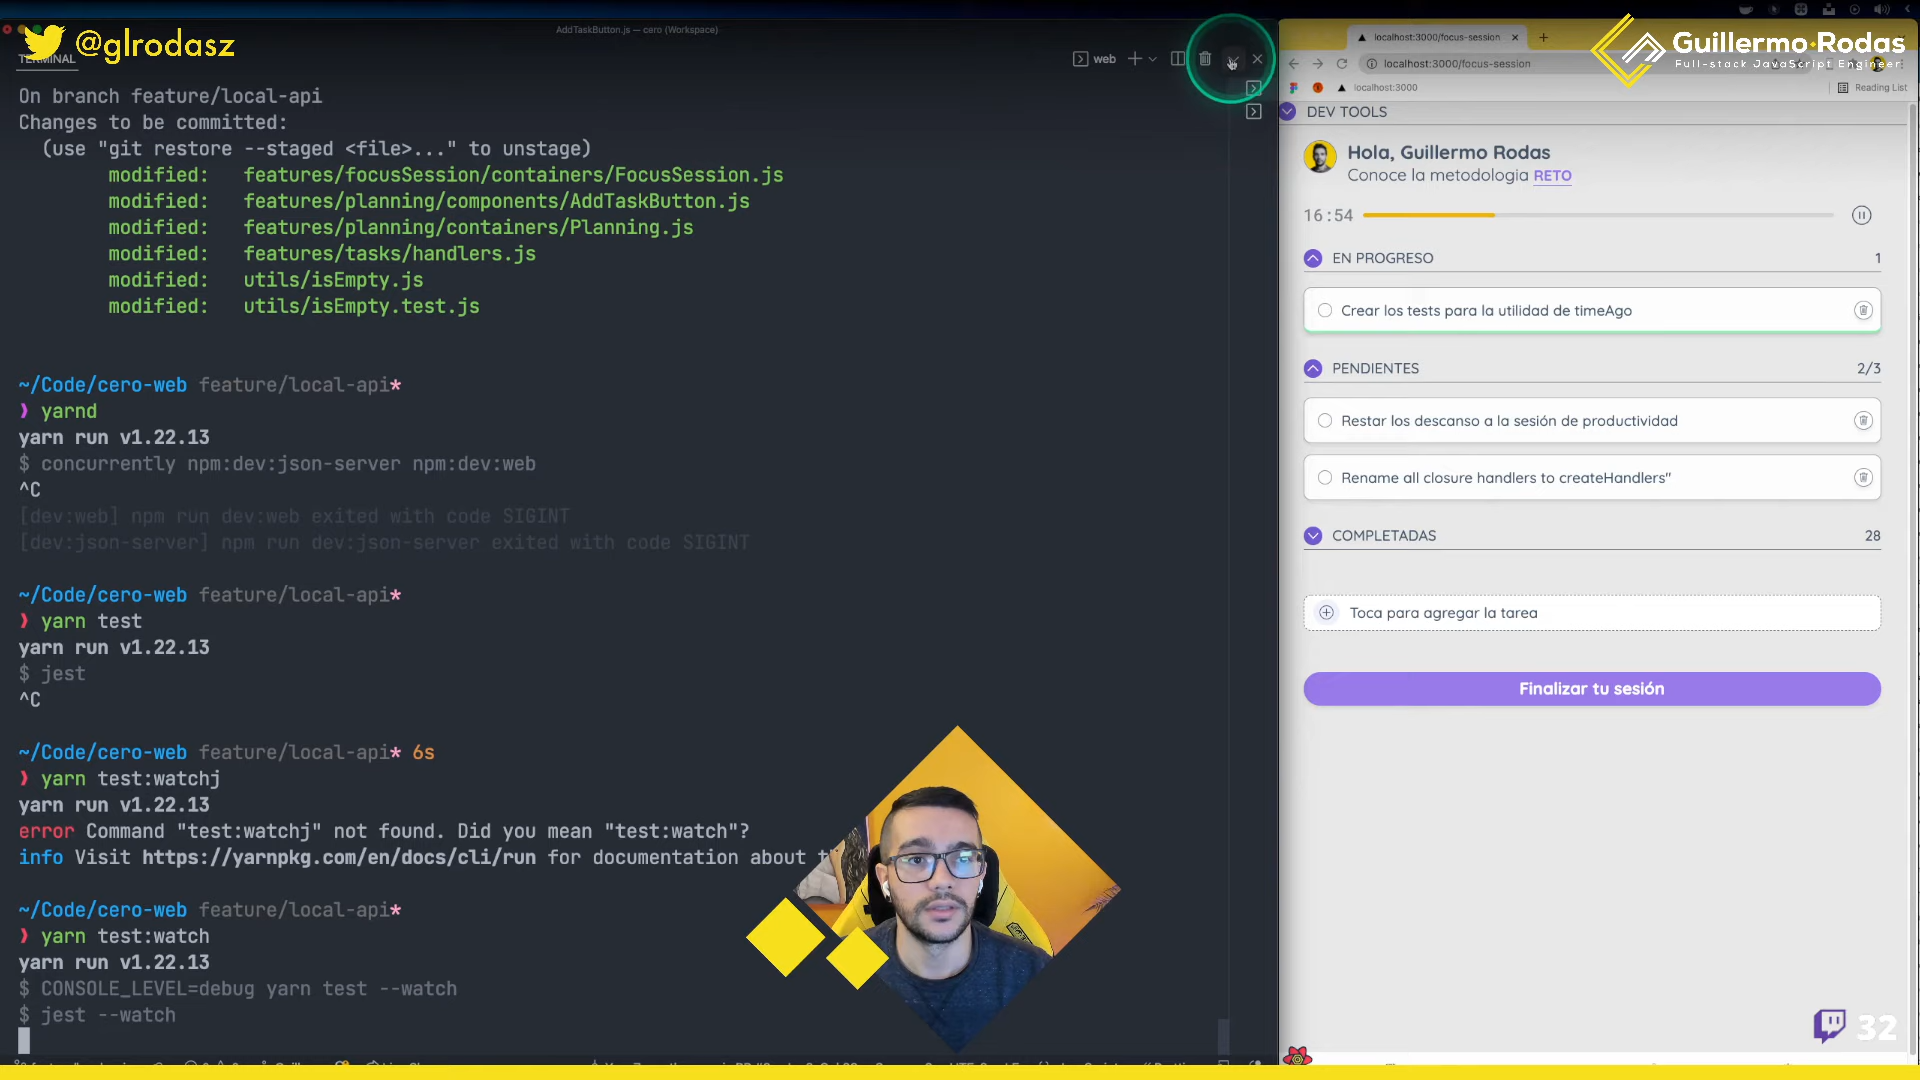 @glrodasz
TERMINAL
AddTaskButton.js — cero (Workspace)
web
On branch feature/local-api
Changes to be committed:
(use "git restore --staged <file>..." to unstage)
modified: features/focusSession/containers/FocusSession.js
modified: features/planning/components/AddTaskButton.js
modified: features/planning/containers/Planning.js
modified: features/tasks/handlers.js
modified: utils/isEmpty.js
modified: utils/isEmpty.test.js
~/Code/cero-web feature/local-api*
❯ yarnd
yarn run v1.22.13
$ concurrently npm:dev:json-server npm:dev:web
^C
[dev:web] npm run dev:web exited with code SIGINT
[dev:json-server] npm run dev:json-server exited with code SIGINT
~/Code/cero-web feature/local-api*
❯ yarn test
yarn run v1.22.13
$ jest
^C
~/Code/cero-web feature/local-api* 6s
❯ yarn test:watchj
yarn run v1.22.13
error Command "test:watchj" not found. Did you mean "test:watch"?
info Visit https://yarnpkg.com/en/docs/cli/run for documentation about
~/Code/cero-web feature/local-api*
❯ yarn test:watch
yarn run v1.22.13
$ CONSOLE_LEVEL=debug yarn test --watch
$ jest --watch
localhost:3000/focus-session
Guillermo Rodas
Full-stack JavaScript Engineer
localhost:3000/focus-session
localhost:3000
Reading List
DEV TOOLS
Hola, Guillermo Rodas
Conoce la metodologia RETO
16:54
EN PROGRESO 1
Crear los tests para la utilidad de timeAgo
PENDIENTES 2/3
Restar los descanso a la sesión de productividad
Rename all closure handlers to createHandlers"
COMPLETADAS 28
Toca para agregar la tarea
Finalizar tu sesión
32